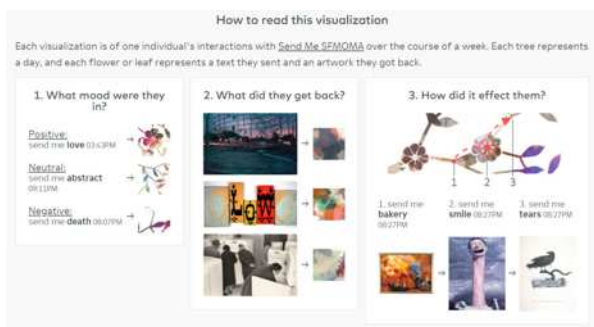 How to read this visualization
Each visualization is of one individual's interactions with Send Me SFMOMA over the course of a week. Each tree represents
a day, and each flower or leaf represents a text they sent and an artwork they got back.
1. What mood were they
in?
Positive:
send me love 03:43PM
Neutral:
send me abstract
09:11PM
Negative:
send me death 08:07PM
2. What did they get back?
3. How did it effect them?
1
2
3
1. send me
bakery
08:27PM
2. send me
smile 08:27PM
3. send me
tears 08:27PM